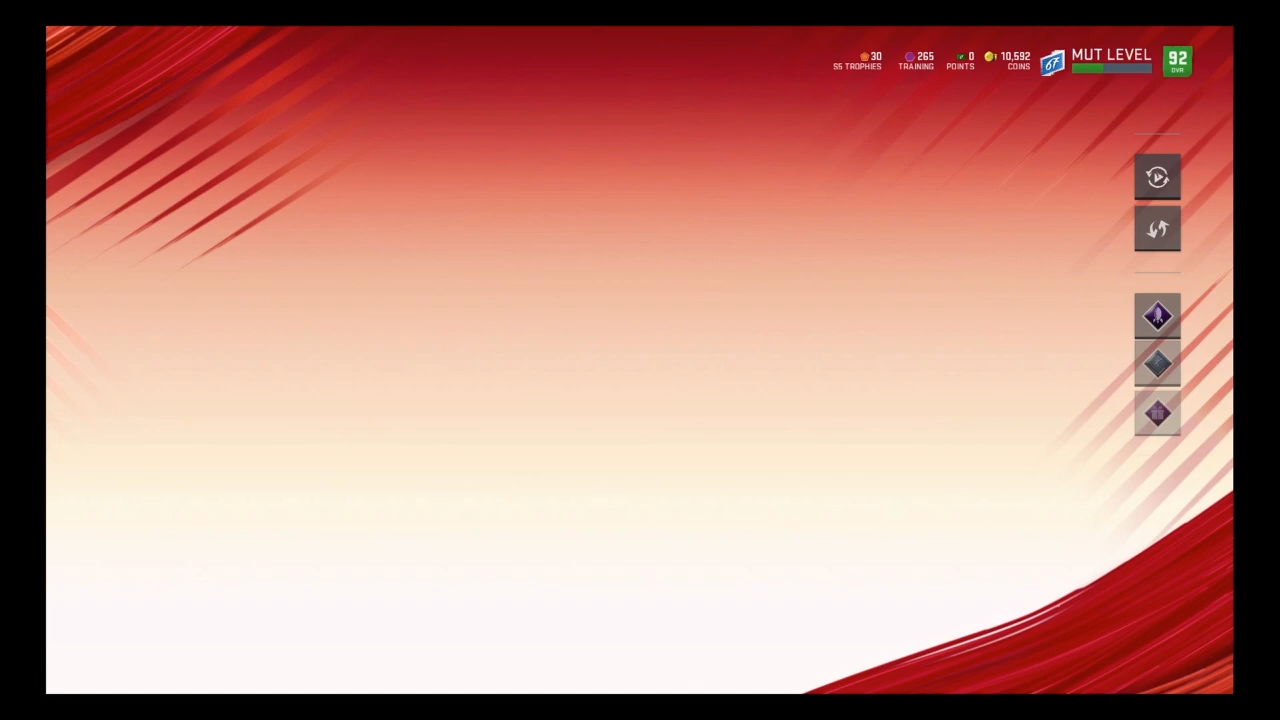 30
S5 TROPHIES
265
TRAINING
0
POINTS
10,592
COINS
67
MUT LEVEL
92
OVR